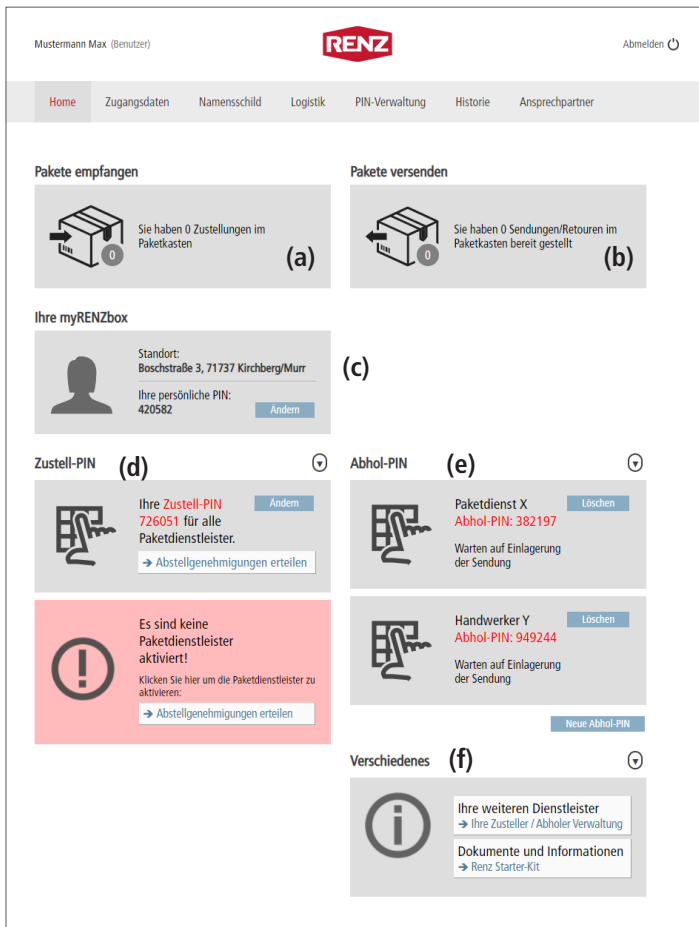 Mustermann Max (Benutzer)
RENZ
Abmelden
Home Zugangsdaten Namensschild Logistik PIN-Verwaltung Historie Ansprechpartner
Pakete empfangen
0
Sie haben 0 Zustellungen im
Paketkasten
(a)
Pakete versenden
0
Sie haben 0 Sendungen/Retouren im
Paketkasten bereit gestellt
(b)
Ihre myRENZbox
Standort:
Boschstraße 3, 71737 Kirchberg/Murr
Ihre persönliche PIN:
420582
Ändern
(c)
Zustell-PIN
(d)
Ihre Zustell-PIN
726051 für alle
Paketdienstleister.
Ändern
→ Abstellgenehmigungen erteilen
Es sind keine
Paketdienstleister
aktiviert!
Klicken Sie hier um die Paketdienstleister zu
aktivieren:
→ Abstellgenehmigungen erteilen
Abhol-PIN
(e)
Paketdienst X
Abhol-PIN: 382197
Löschen
Warten auf Einlagerung
der Sendung
Handwerker Y
Abhol-PIN: 949244
Löschen
Warten auf Einlagerung
der Sendung
Neue Abhol-PIN
Verschiedenes
(f)
Ihre weiteren Dienstleister
→ Ihre Zusteller / Abholer Verwaltung
Dokumente und Informationen
→ Renz Starter-Kit